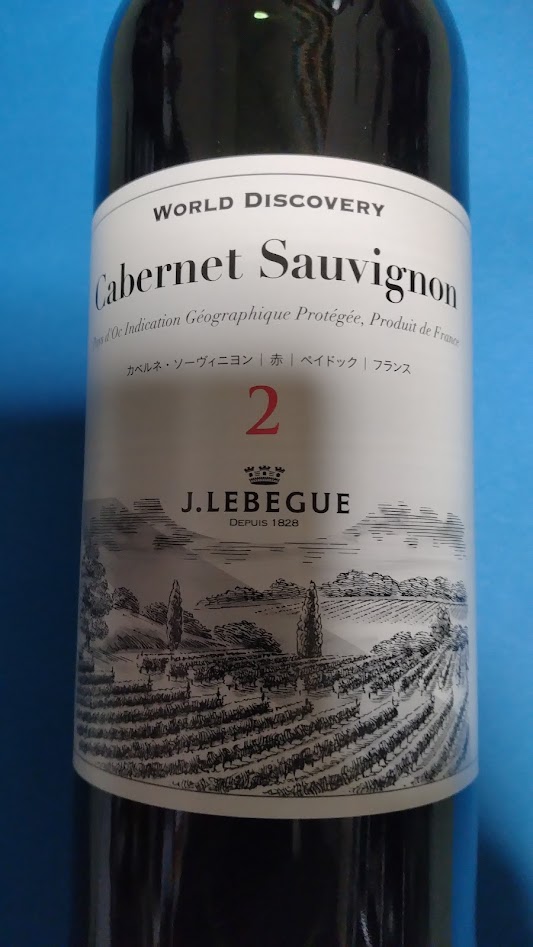 WORLD DISCOVERY
Cabernet Sauvignon
Pays d'Oc Indication Géographique Protégée, Produit de France
カベルネ・ソーヴィニヨン | 赤 | ペイドック | フランス
2
J.LEBEGUE
DEPUIS 1828